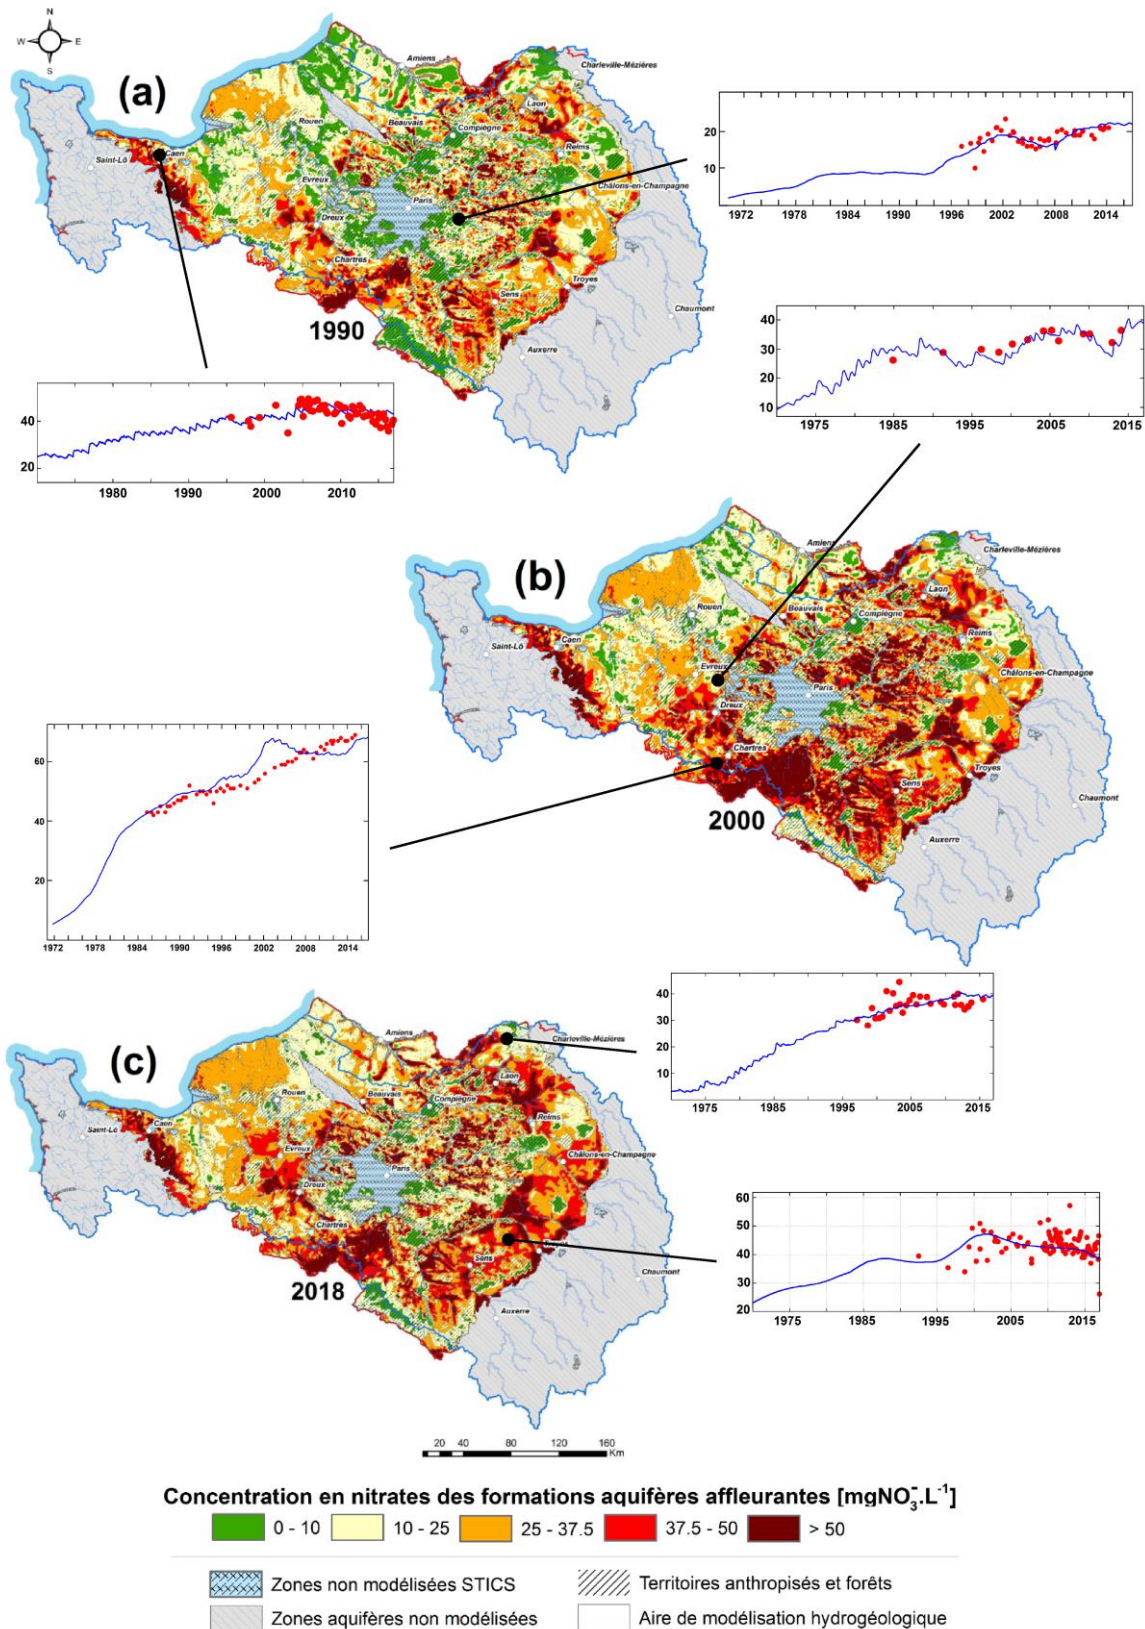 N
W E
S
(a)
Amiens
Charleville-Mézières
Laon
Rouen
Beauvais
Compiègne
Reims
Saint-Lô
Caen
Evreux
Paris
Châlons-en-Champagne
Dreux
Chartres
Sens
Troyes
Chaumont
Auxerre
1990
20
10
1972 1978 1984 1990 1996 2002 2008 2014
40
30
20
10
1975 1985 1995 2005 2015
40
20
1980 1990 2000 2010
(b)
Amiens
Charleville-Mézières
Laon
Rouen
Beauvais
Compiègne
Reims
Saint-Lô
Caen
Evreux
Paris
Châlons-en-Champagne
Dreux
Chartres
Sens
Troyes
Chaumont
Auxerre
2000
60
40
20
1972 1978 1984 1990 1996 2002 2008 2014
(c)
Amiens
Charleville-Mézières
Laon
Rouen
Beauvais
Compiègne
Reims
Saint-Lô
Caen
Evreux
Paris
Châlons-en-Champagne
Dreux
Chartres
Sens
Troyes
Chaumont
Auxerre
2018
40
30
20
10
1975 1985 1995 2005 2015
60
50
40
30
20
1975 1985 1995 2005 2015
20 40 80 120 160
Km
Concentration en nitrates des formations aquifères affleurantes [mgNO₃⁻.L⁻¹]
0 - 10 10 - 25 25 - 37.5 37.5 - 50 > 50
Zones non modélisées STICS Territoires anthropisés et forêts
Zones aquifères non modélisées Aire de modélisation hydrogéologique